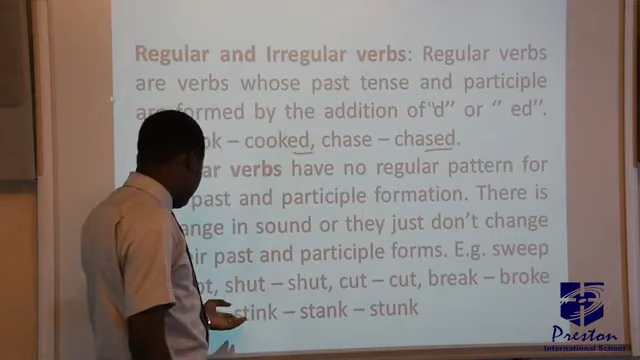 Regular and Irregular verbs: Regular verbs
are verbs whose past tense and participle
are formed by the addition of "d" or " ed".
– cooked, chase – chased.
verbs have no regular pattern for
past and participle formation. There is
in sound or they just don't change
past and participle forms. E.g. sweep
shut – shut, cut – cut, break – broke
stink – stank – stunk
Preston
International School